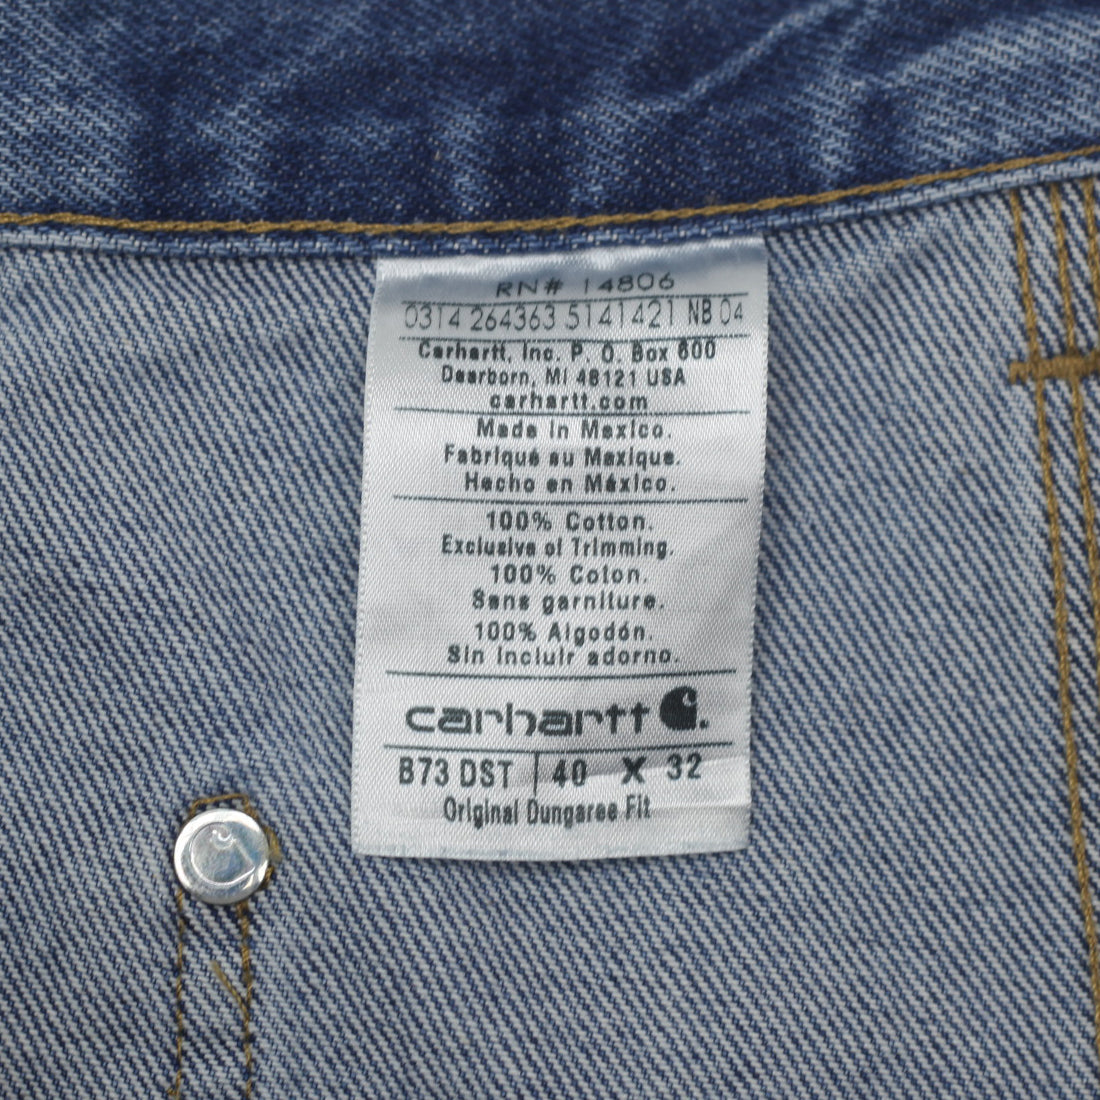 RN# 14806
0314 264363 5141421 NB 04
Carhartt, Inc. P. O. Box 600
Dearborn, MI 48121 USA
carhartt.com
Made in Mexico.
Fabriqué au Mexique.
Hecho en México.
100% Cotton.
Exclusive of Trimming.
100% Coton.
Sans garniture.
100% Algodón.
Sin incluir adorno.
carhartt
B73 DST | 40 X 32
Original Dungaree Fit